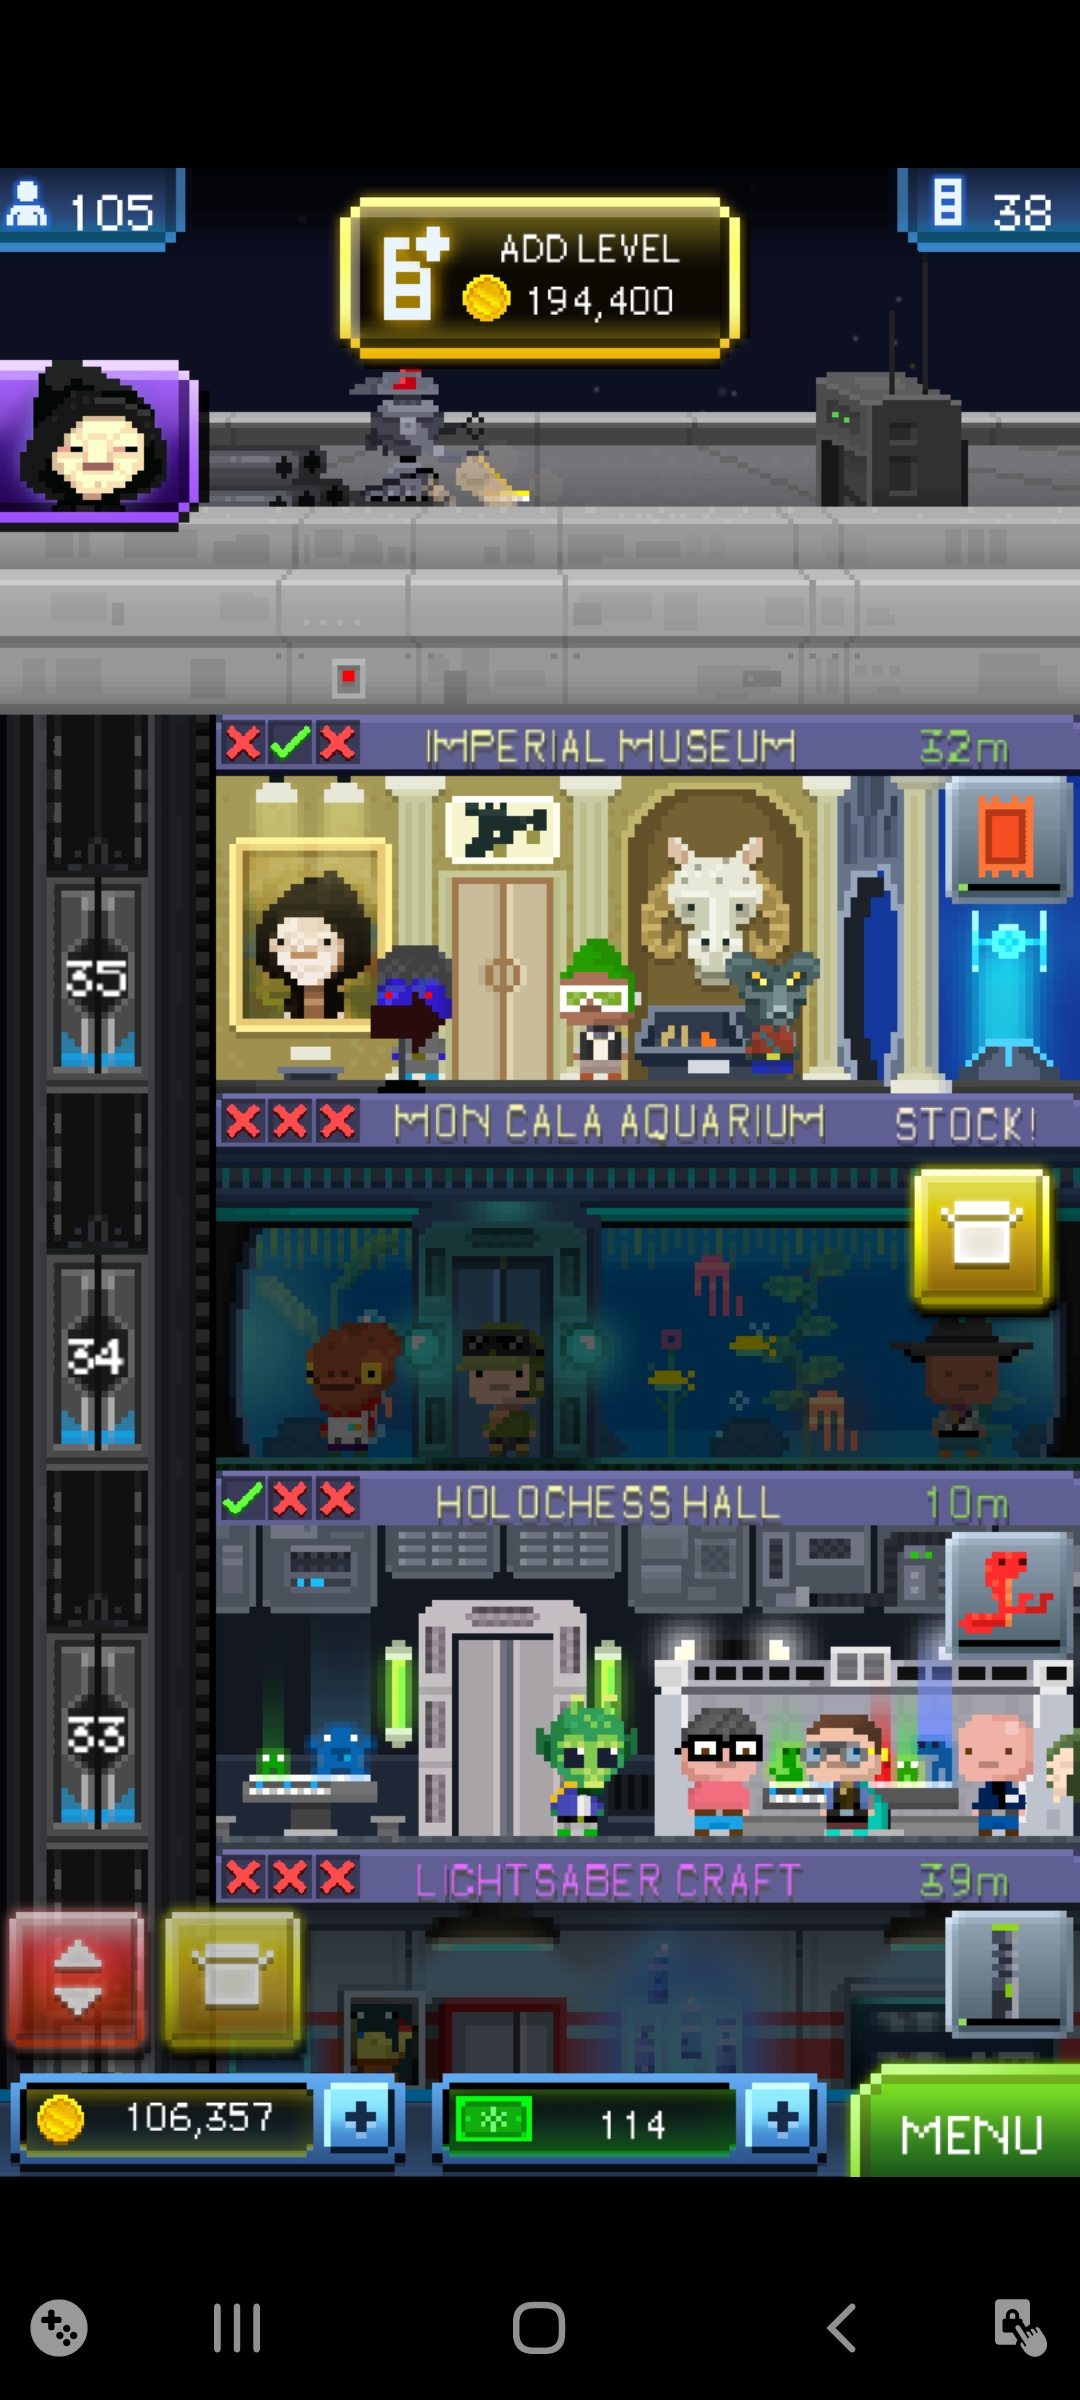 105
ADD LEVEL
194,400
38
IMPERIAL MUSEUM 32m
35
MON CALA AQUARIUM STOCK!
34
HOLOCHESS HALL 10m
33
LIGHTSABER CRAFT 39m
106,357
114
MENU